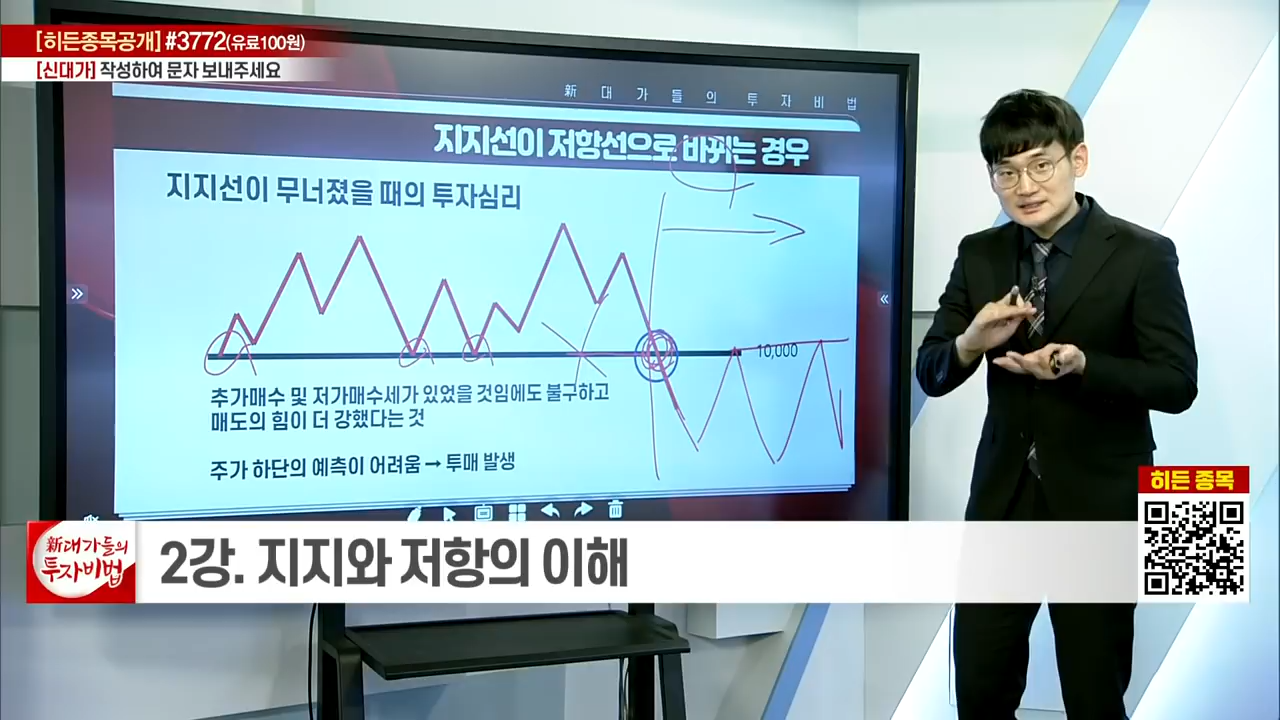 [히든종목공개] #3772(유료100원)
[신대가] 작성하여 문자 보내주세요
新 대 가 들 의 투 자 비 법
지지선이 저항선으로 바뀌는 경우
지지선이 무너졌을 때의 투자심리
10,000
추가매수 및 저가매수세가 있었을 것임에도 불구하고
매도의 힘이 더 강했다는 것
주가 하단의 예측이 어려움 → 투매 발생
히든 종목
新대가들의
투자비법
2강. 지지와 저항의 이해